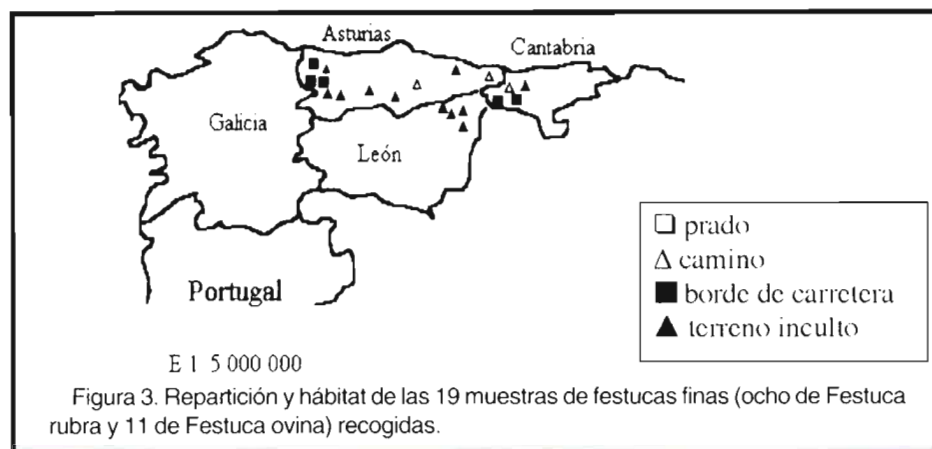 Asturias
Cantabria
Galicia
León
Portugal
□ prado
△ camino
■ borde de carretera
▲ terreno inculto
E 1 5 000 000
Figura 3. Repartición y hábitat de las 19 muestras de festucas finas (ocho de Festuca
rubra y 11 de Festuca ovina) recogidas.